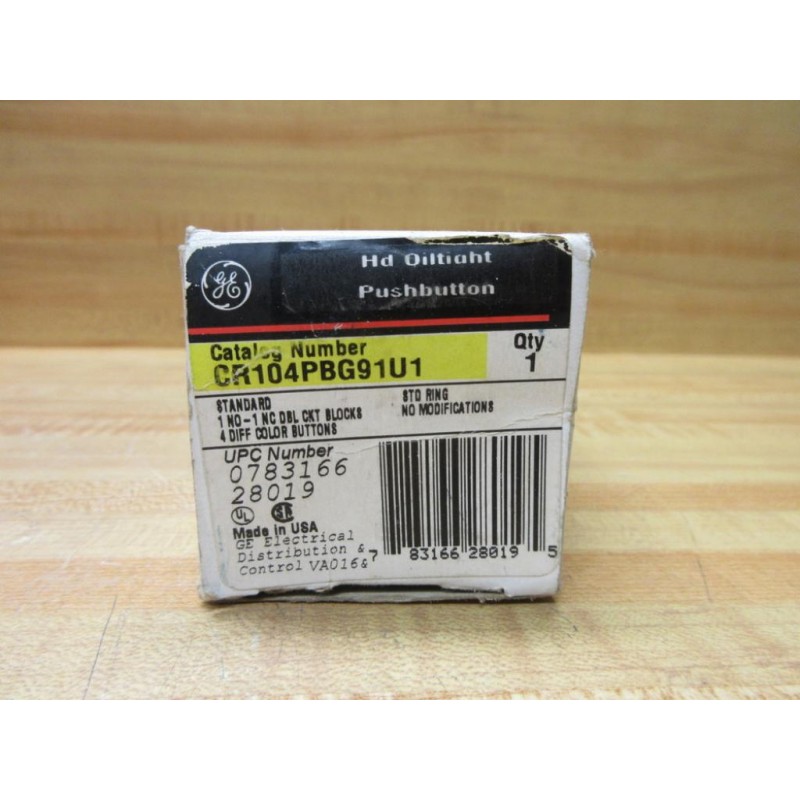 GE
Hd Oiltight
Pushbutton
Catalog Number
CR104PBG91U1
Qty
1
STANDARD
1 NO-1 NC DBL CKT BLOCKS
4 DIFF COLOR BUTTONS
STD RING
NO MODIFICATIONS
UPC Number
0783166
28019
UL
Made in USA
GE Electrical
Distribution &
Control VA016&
7 83166 28019 5